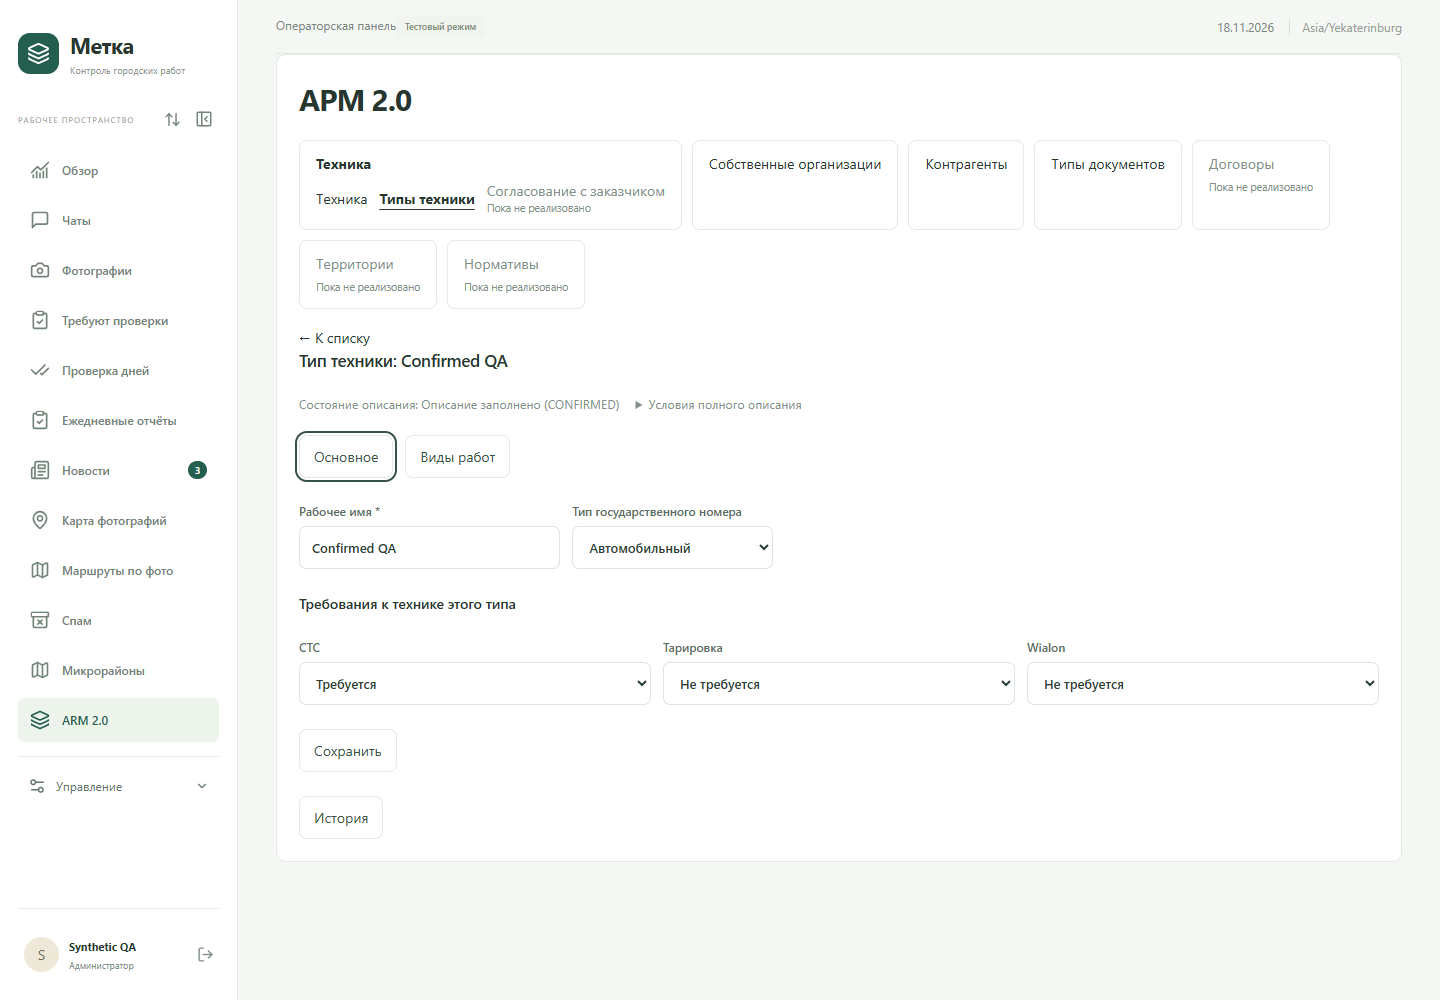 Метка
Контроль городских работ
РАБОЧЕЕ ПРОСТРАНСТВО
Обзор
Чаты
Фотографии
Требуют проверки
Проверка дней
Ежедневные отчёты
Новости 3
Карта фотографий
Маршруты по фото
Спам
Микрорайоны
ARM 2.0
Управление
S
Synthetic QA
Администратор
Операторская панель Тестовый режим
18.11.2026 Asia/Yekaterinburg
АРМ 2.0
Техника
Техника Типы техники Согласование с заказчиком
Пока не реализовано
Собственные организации
Контрагенты
Типы документов
Договоры
Пока не реализовано
Территории
Пока не реализовано
Нормативы
Пока не реализовано
← К списку
Тип техники: Confirmed QA
Состояние описания: Описание заполнено (CONFIRMED) ▶ Условия полного описания
Основное Виды работ
Рабочее имя * Тип государственного номера
Confirmed QA Автомобильный
Требования к технике этого типа
СТС Тарировка Wialon
Требуется Не требуется Не требуется
Сохранить
История